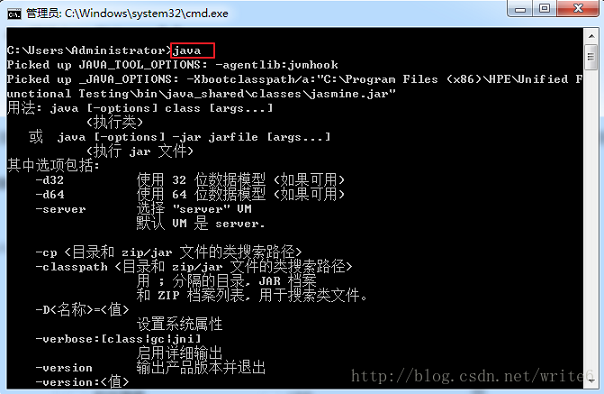 管理员: C:\Windows\system32\cmd.exe
C:\Users\Administrator>java
Picked up JAVA_TOOL_OPTIONS: -agentlib:jvmhook
Picked up _JAVA_OPTIONS: -Xbootclasspath/a:"C:\Program Files (x86)\HPE\Unified F
unctional Testing\bin\java_shared\classes\jasmine.jar"
用法: java [-options] class [args...]
(执行类)
或 java [-options] -jar jarfile [args...]
(执行 jar 文件)
其中选项包括:
-d32 使用 32 位数据模型 (如果可用)
-d64 使用 64 位数据模型 (如果可用)
-server 选择 "server" VM
默认 VM 是 server.
-cp <目录和 zip/jar 文件的类搜索路径>
-classpath <目录和 zip/jar 文件的类搜索路径>
用 ; 分隔的目录, JAR 档案
和 ZIP 档案列表, 用于搜索类文件。
-D<名称>=<值>
设置系统属性
-verbose:[class|gc|jni]
启用详细输出
-version 输出产品版本并退出
-version:<值>
http://blog.csdn.net/write6